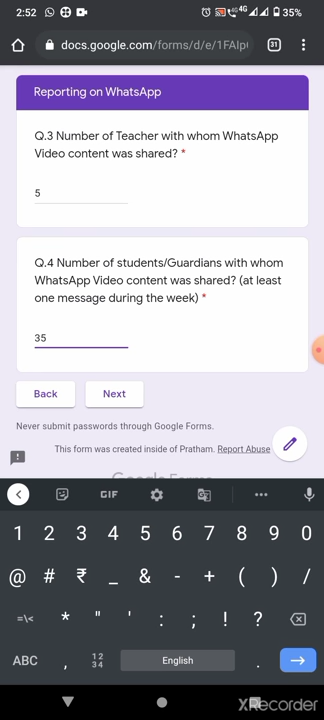 2:52
4G
4G
35%
docs.google.com/forms/d/e/1FAIp
31
Reporting on WhatsApp
Q.3 Number of Teacher with whom WhatsApp
Video content was shared? *
5
Q.4 Number of students/Guardians with whom
WhatsApp Video content was shared? (at least
one message during the week) *
35
Back
Next
Never submit passwords through Google Forms.
This form was created inside of Pratham. Report Abuse
Google Forms
GIF
1 2 3 4 5 6 7 8 9 0
@ # ₹ _ & - + ( ) /
=\< * " ' : ; ! ?
ABC , 12 34 English .
XRecorder